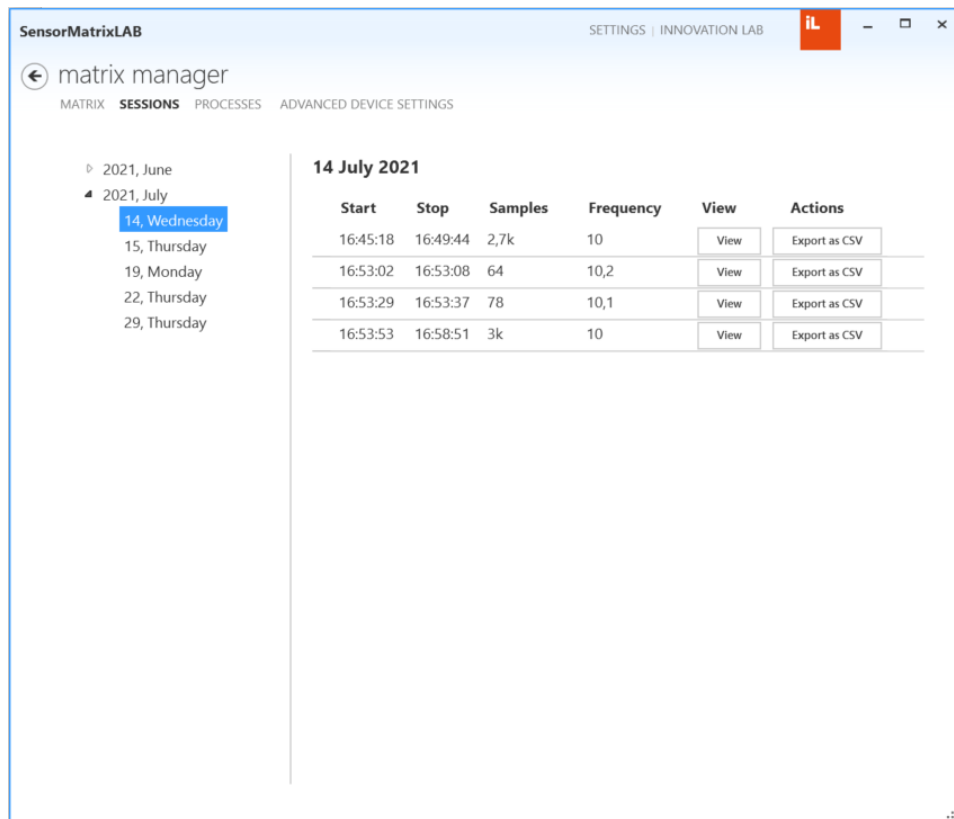 SensorMatrixLAB
SETTINGS | INNOVATION LAB
iL
matrix manager
MATRIX SESSIONS PROCESSES ADVANCED DEVICE SETTINGS
2021, June
2021, July
14, Wednesday
15, Thursday
19, Monday
22, Thursday
29, Thursday
14 July 2021
Start Stop Samples Frequency View Actions
16:45:18 16:49:44 2,7k 10 View Export as CSV
16:53:02 16:53:08 64 10,2 View Export as CSV
16:53:29 16:53:37 78 10,1 View Export as CSV
16:53:53 16:58:51 3k 10 View Export as CSV